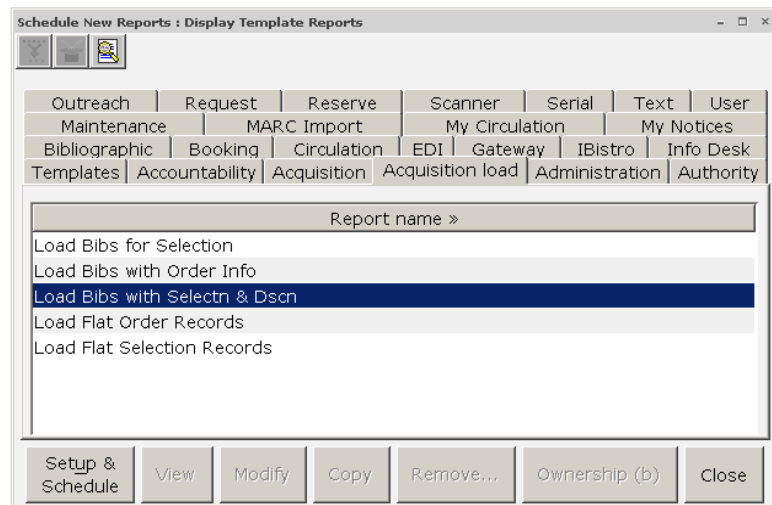 Schedule New Reports : Display Template Reports
Outreach Request Reserve Scanner Serial Text User
Maintenance MARC Import My Circulation My Notices
Bibliographic Booking Circulation EDI Gateway IBistro Info Desk
Templates Accountability Acquisition Acquisition load Administration Authority
Report name »
Load Bibs for Selection
Load Bibs with Order Info
Load Bibs with Selectn & Dscn
Load Flat Order Records
Load Flat Selection Records
Setup & Schedule View Modify Copy Remove... Ownership (b) Close